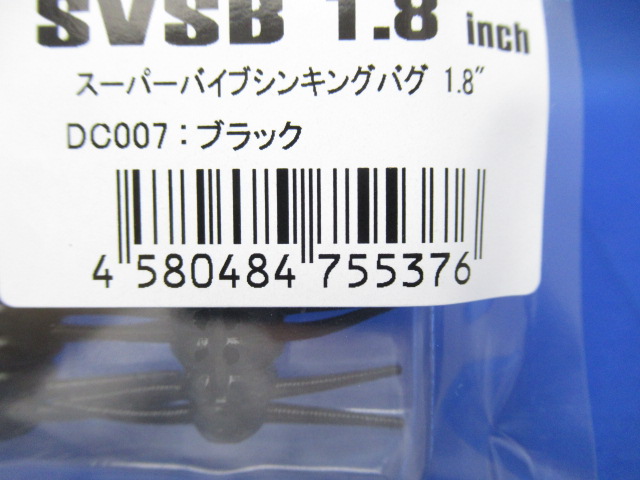 SVSB 1.8 inch
スーパーバイブシンキングバグ 1.8"
DC007：ブラック
4 580484 755376